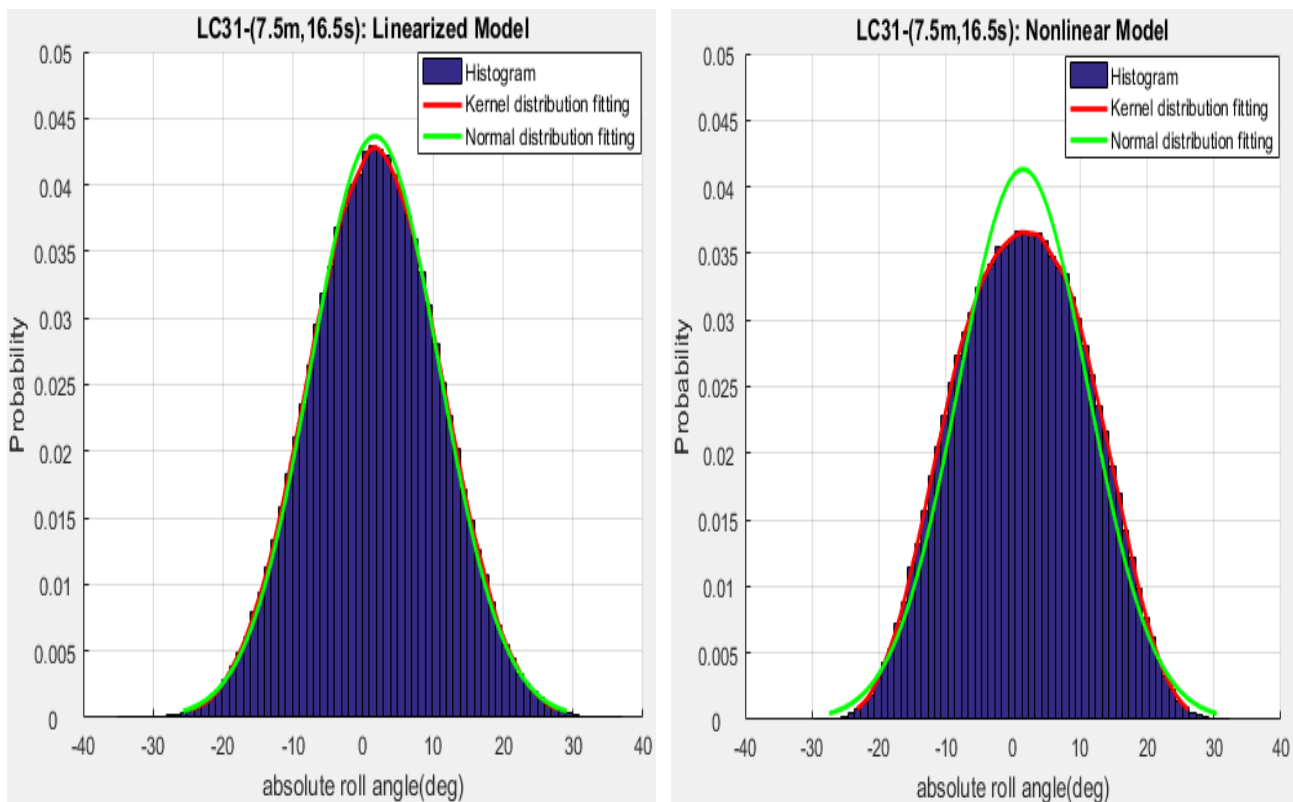 LC31-(7.5m,16.5s): Linearized Model
Histogram
Kernel distribution fitting
Normal distribution fitting
0.05
0.045
0.04
0.035
0.03
0.025
0.02
0.015
0.01
0.005
0
Probability
-40 -30 -20 -10 0 10 20 30 40
absolute roll angle(deg)
LC31-(7.5m,16.5s): Nonlinear Model
Histogram
Kernel distribution fitting
Normal distribution fitting
0.05
0.045
0.04
0.035
0.03
0.025
0.02
0.015
0.01
0.005
0
Probability
-40 -30 -20 -10 0 10 20 30 40
absolute roll angle(deg)